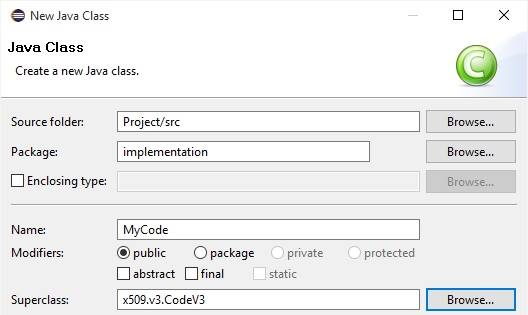 New Java Class
Java Class
Create a new Java class.
C
Source folder: Project/src Browse...
Package: implementation Browse...
Enclosing type: Browse...
Name: MyCode
Modifiers: public package private protected
abstract final static
Superclass: x509.v3.CodeV3 Browse...